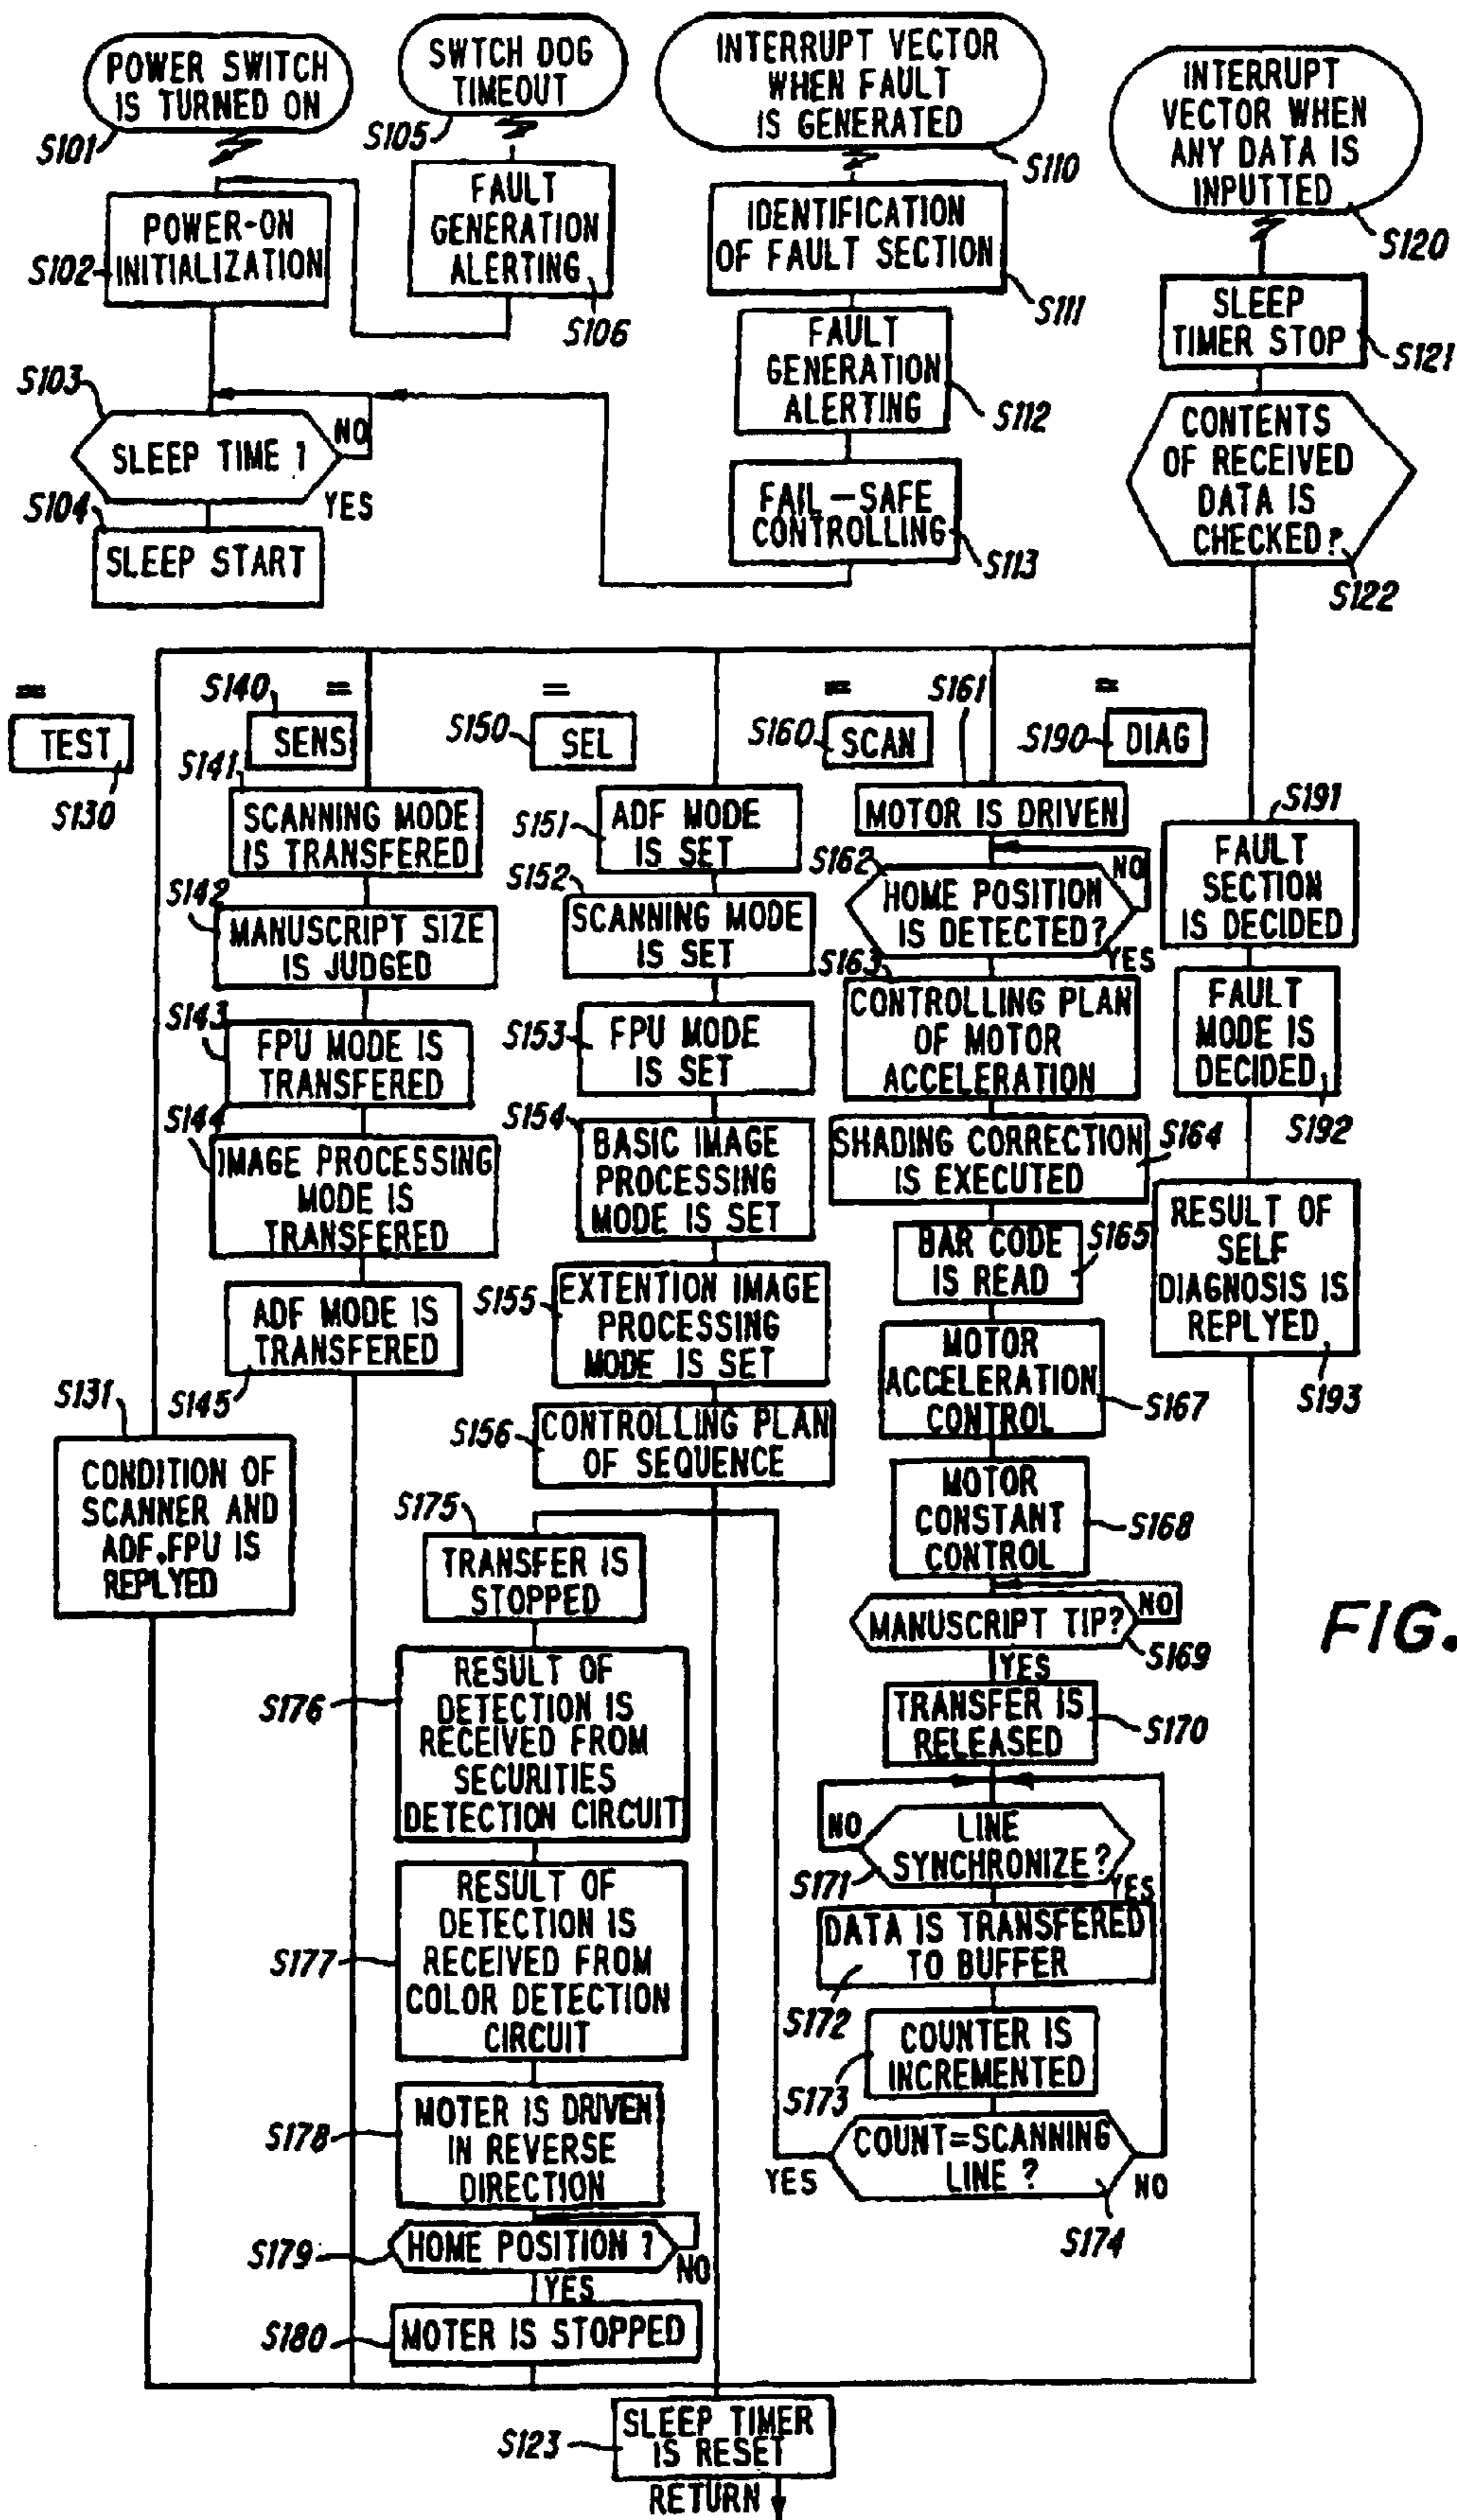 POWER SWITCH
IS TURNED ON
S101
SWTCH DOG
TIMEOUT
S105
INTERRUPT VECTOR
WHEN FAULT
IS GENERATED
S110
INTERRUPT
VECTOR WHEN
ANY DATA IS
INPUTTED
S120
POWER-ON
INITIALIZATION
S102
FAULT
GENERATION
ALERTING
S106
IDENTIFICATION
OF FAULT SECTION
S111
SLEEP
TIMER STOP
S121
FAULT
GENERATION
ALERTING
S112
S103
SLEEP TIME ?
NO
YES
S104
SLEEP START
FAIL-SAFE
CONTROLLING
S113
CONTENTS
OF RECEIVED
DATA IS
CHECKED?
S122
=
TEST
S130
S140
=
SENS
S150
=
SEL
S160
=
SCAN
S161
S190
=
DIAG
S141
SCANNING MODE
IS TRANSFERED
S142
MANUSCRIPT SIZE
IS JUDGED
S143
FPU MODE IS
TRANSFERED
S144
IMAGE PROCESSING
MODE IS
TRANSFERED
ADF MODE IS
TRANSFERED
S145
S131
CONDITION OF
SCANNER AND
ADF.FPU IS
REPLYED
S151
ADF MODE
IS SET
S152
SCANNING MODE
IS SET
S153
FPU MODE
IS SET
S154
BASIC IMAGE
PROCESSING
MODE IS SET
S155
EXTENTION IMAGE
PROCESSING
MODE IS SET
S156
CONTROLLING PLAN
OF SEQUENCE
MOTOR IS DRIVEN
S162
HOME POSITION
IS DETECTED?
NO
YES
S163
CONTROLLING PLAN
OF MOTOR
ACCELERATION
SHADING CORRECTION
IS EXECUTED
S164
BAR CODE
IS READ
S165
MOTOR
ACCELERATION
CONTROL
S167
MOTOR
CONSTANT
CONTROL
S168
MANUSCRIPT TIP?
NO
S169
YES
TRANSFER IS
RELEASED
S170
NO
LINE
SYNCHRONIZE?
S171
YES
DATA IS TRANSFERED
TO BUFFER
S172
COUNTER IS
INCREMENTED
S173
COUNT=SCANNING
LINE ?
YES
NO
S174
S191
FAULT
SECTION
IS DECIDED
FAULT
MODE IS
DECIDED
S192
RESULT OF
SELF
DIAGNOSIS IS
REPLYED
S193
S175
TRANSFER IS
STOPPED
S176
RESULT OF
DETECTION IS
RECEIVED FROM
SECURITIES
DETECTION CIRCUIT
S177
RESULT OF
DETECTION IS
RECEIVED FROM
COLOR DETECTION
CIRCUIT
S178
MOTER IS DRIVEN
IN REVERSE
DIRECTION
S179
HOME POSITION ?
NO
YES
S180
MOTER IS STOPPED
S123
SLEEP TIMER
IS RESET
RETURN
FIG.